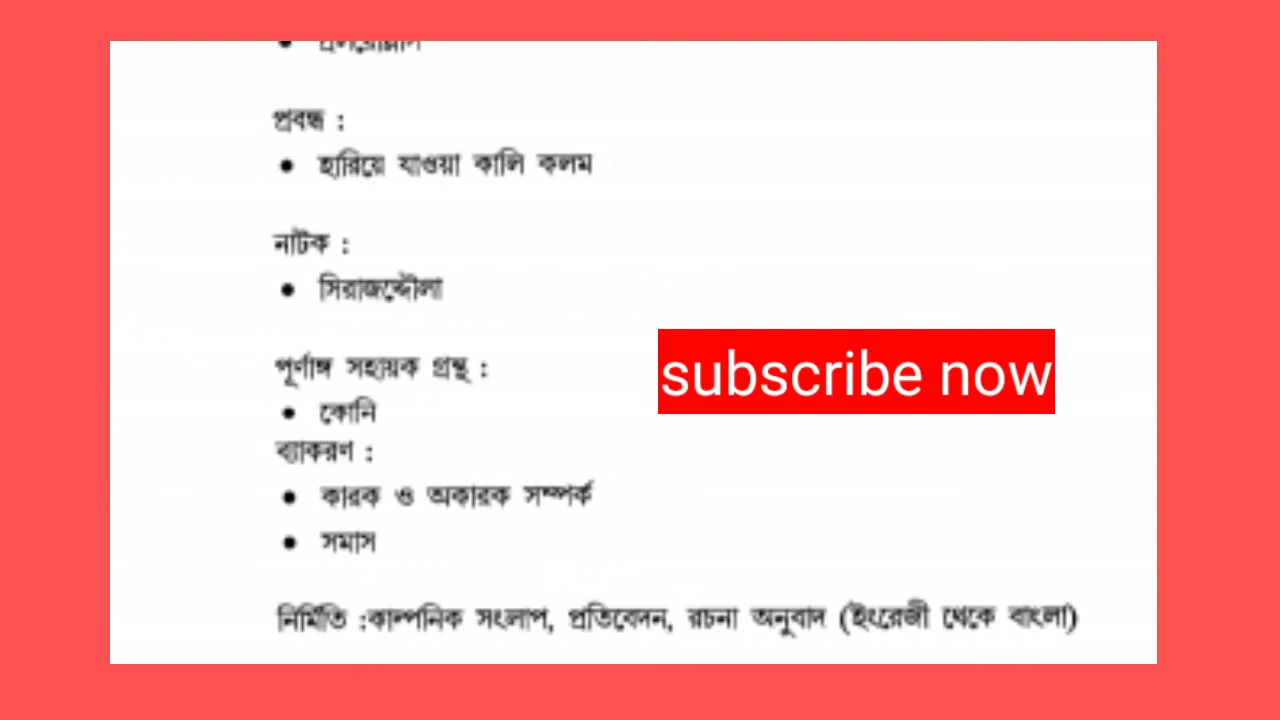 প্রবন্ধ :
● হারিয়ে যাওয়া কালি কলম
নাটক :
● সিরাজদ্দৌলা
পূর্ণাঙ্গ সহায়ক গ্রন্থ :
subscribe now
● কোনি
ব্যাকরণ :
● কারক ও অকারক সম্পর্ক
● সমাস
নির্মিতি :কাল্পনিক সংলাপ, প্রতিবেদন, রচনা অনুবাদ (ইংরেজী থেকে বাংলা)